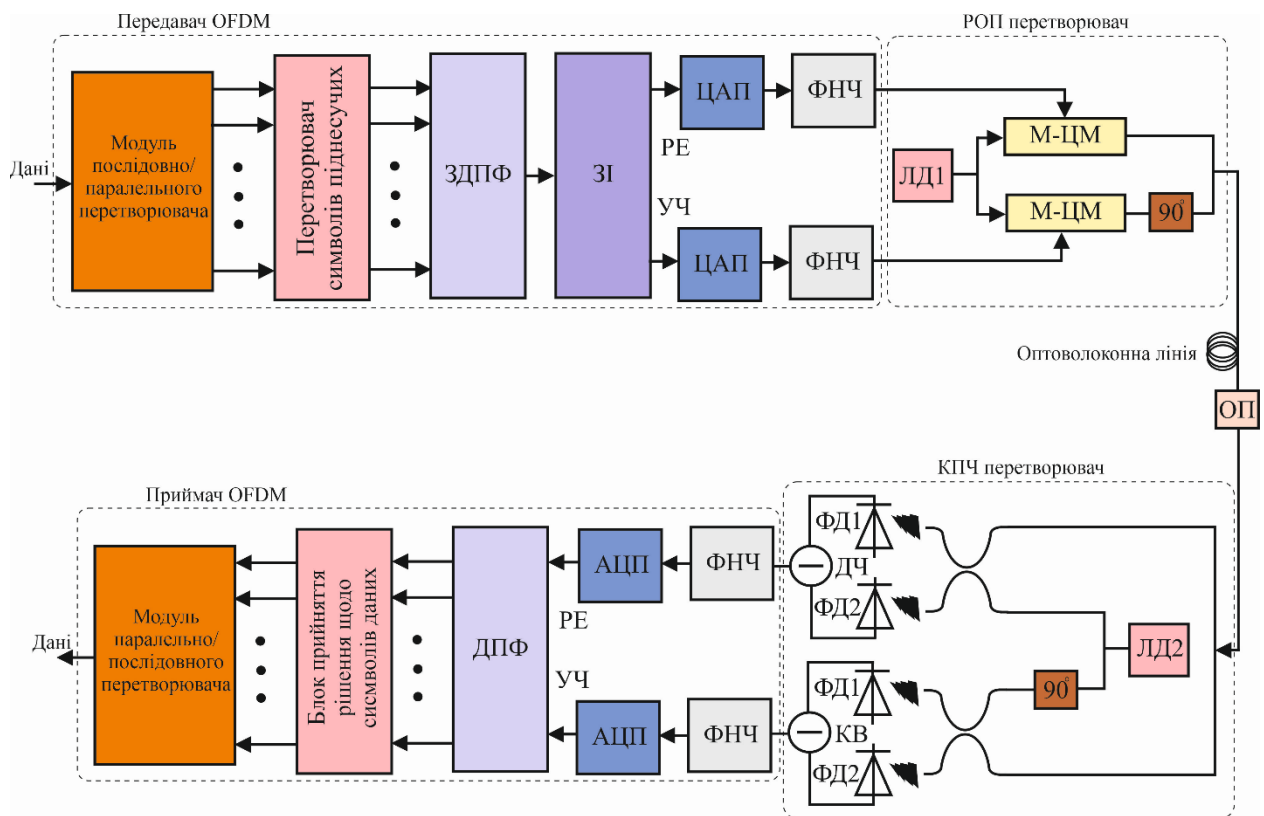 Передавач OFDM
РОП перетворювач
Дані
Модуль
послідовно/
паралельного
перетворювача
Перетворювач
символів піднесучих
ЗДПФ
ЗІ
РЕ
УЧ
ЦАП
ФНЧ
ЦАП
ФНЧ
ЛД1
М-ЦМ
М-ЦМ
90°
Оптоволоконна лінія
ОП
КПЧ перетворювач
Приймач OFDM
Дані
Модуль
паралельно/
послідовного
перетворювача
Блок прийняття
рішення щодо
сисмволів даних
ДПФ
РЕ
УЧ
АЦП
ФНЧ
АЦП
ФНЧ
ФД1
ДЧ
ФД2
ФД1
КВ
ФД2
90°
ЛД2